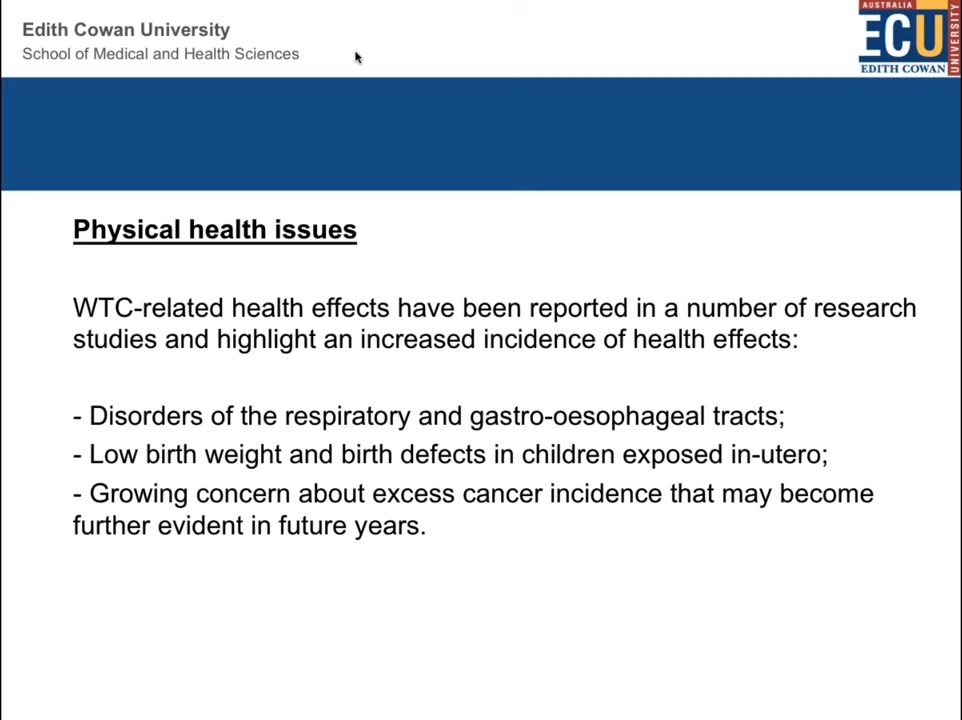 Edith Cowan University
School of Medical and Health Sciences
AUSTRALIA
ECU
EDITH COWAN
UNIVERSITY
Physical health issues
WTC-related health effects have been reported in a number of research
studies and highlight an increased incidence of health effects:
- Disorders of the respiratory and gastro-oesophageal tracts;
- Low birth weight and birth defects in children exposed in-utero;
- Growing concern about excess cancer incidence that may become
further evident in future years.